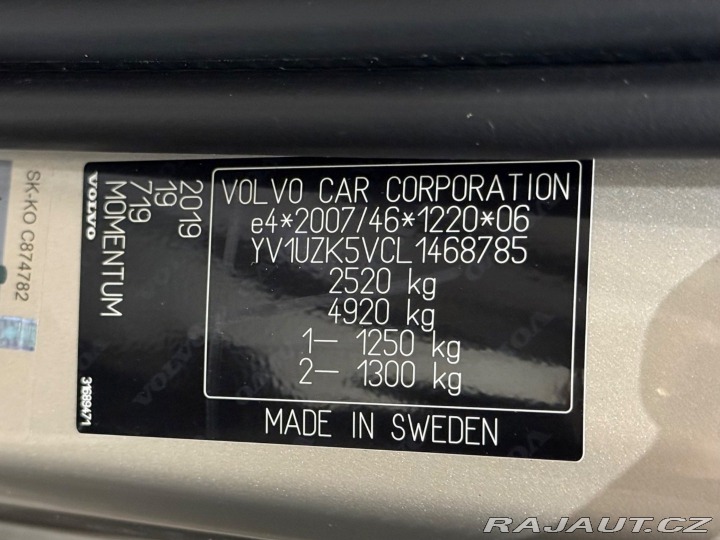 VOLVO CAR CORPORATION
e4*2007/46*1220*06
YV1UZK5VCL1468785
2520 kg
4920 kg
1– 1250 kg
2– 1300 kg
MADE IN SWEDEN
2019
19
719
MOMENTUM
VOLVO
31689471
SK-KO C874782
RAJAUT.CZ